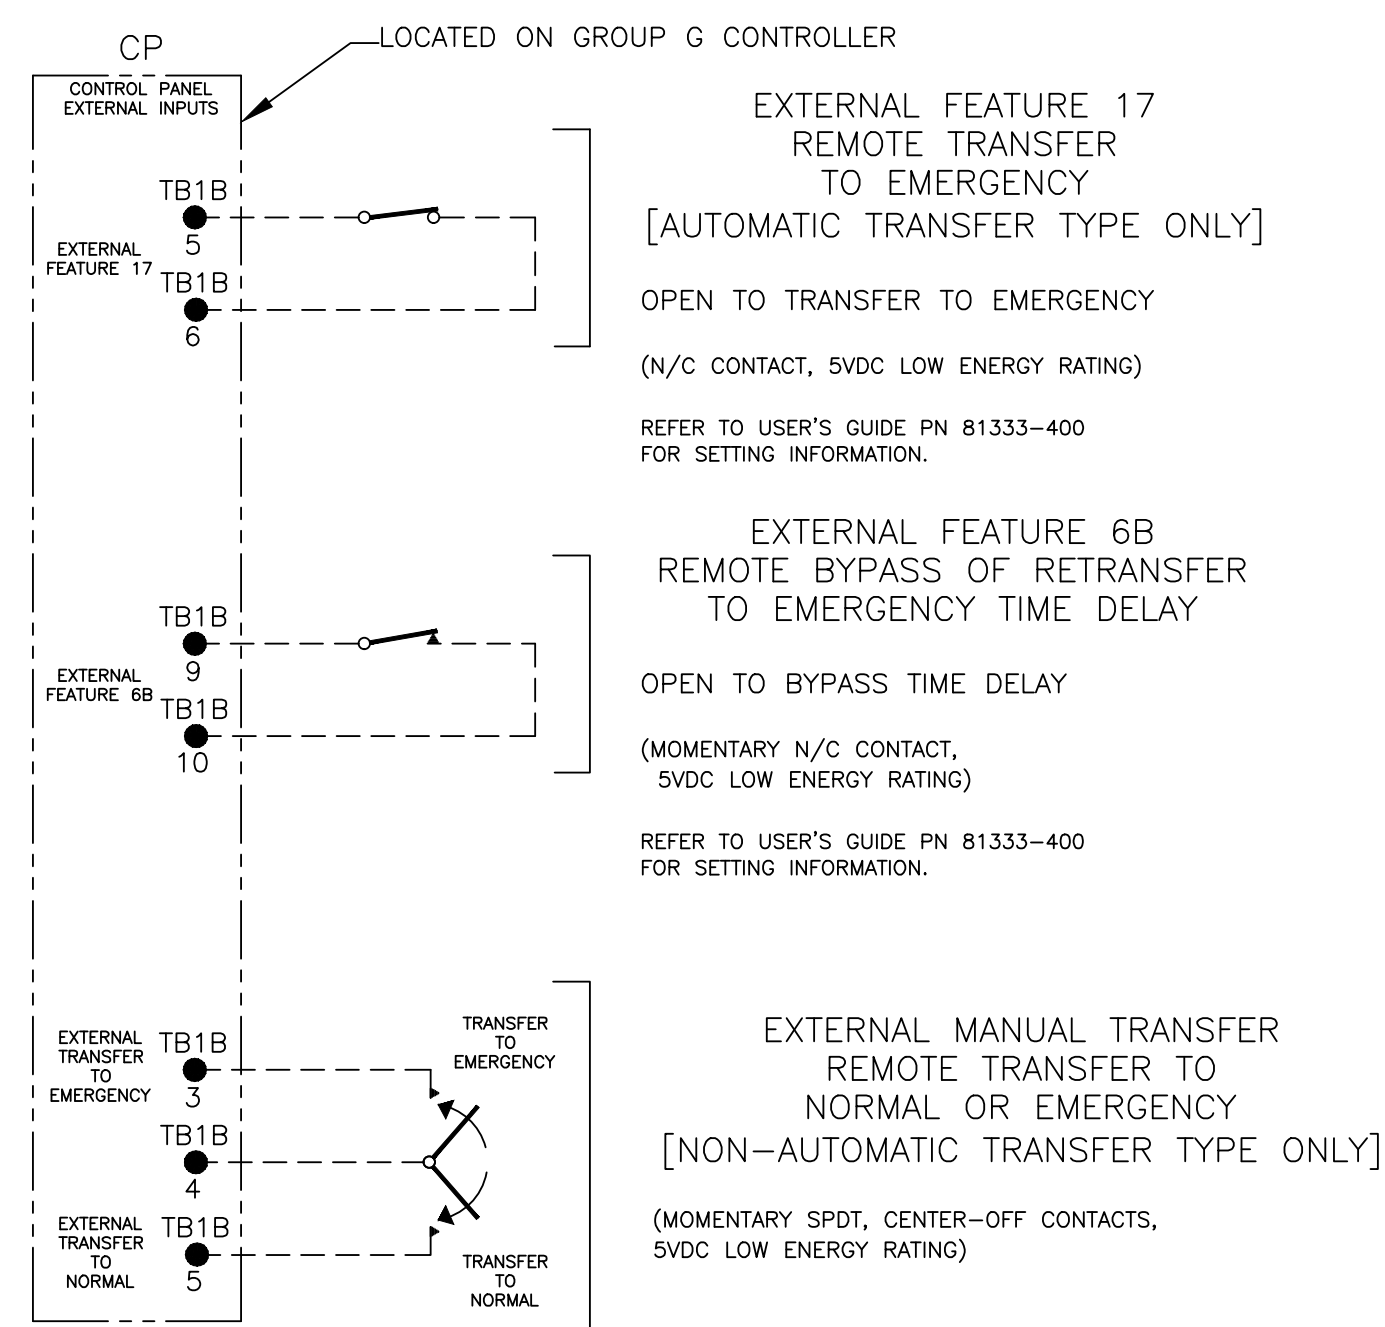 CP
LOCATED ON GROUP G CONTROLLER
CONTROL PANEL
EXTERNAL INPUTS
EXTERNAL FEATURE 17
REMOTE TRANSFER
TO EMERGENCY
[AUTOMATIC TRANSFER TYPE ONLY]
TB1B
5
EXTERNAL
FEATURE 17
TB1B
6
OPEN TO TRANSFER TO EMERGENCY
(N/C CONTACT, 5VDC LOW ENERGY RATING)
REFER TO USER'S GUIDE PN 81333-400
FOR SETTING INFORMATION.
EXTERNAL FEATURE 6B
REMOTE BYPASS OF RETRANSFER
TO EMERGENCY TIME DELAY
TB1B
9
EXTERNAL
FEATURE 6B
TB1B
10
OPEN TO BYPASS TIME DELAY
(MOMENTARY N/C CONTACT,
5VDC LOW ENERGY RATING)
REFER TO USER'S GUIDE PN 81333-400
FOR SETTING INFORMATION.
EXTERNAL
TRANSFER
TO
EMERGENCY
TB1B
3
TB1B
4
EXTERNAL
TRANSFER
TO
NORMAL
TB1B
5
TRANSFER
TO
EMERGENCY
TRANSFER
TO
NORMAL
EXTERNAL MANUAL TRANSFER
REMOTE TRANSFER TO
NORMAL OR EMERGENCY
[NON-AUTOMATIC TRANSFER TYPE ONLY]
(MOMENTARY SPDT, CENTER-OFF CONTACTS,
5VDC LOW ENERGY RATING)